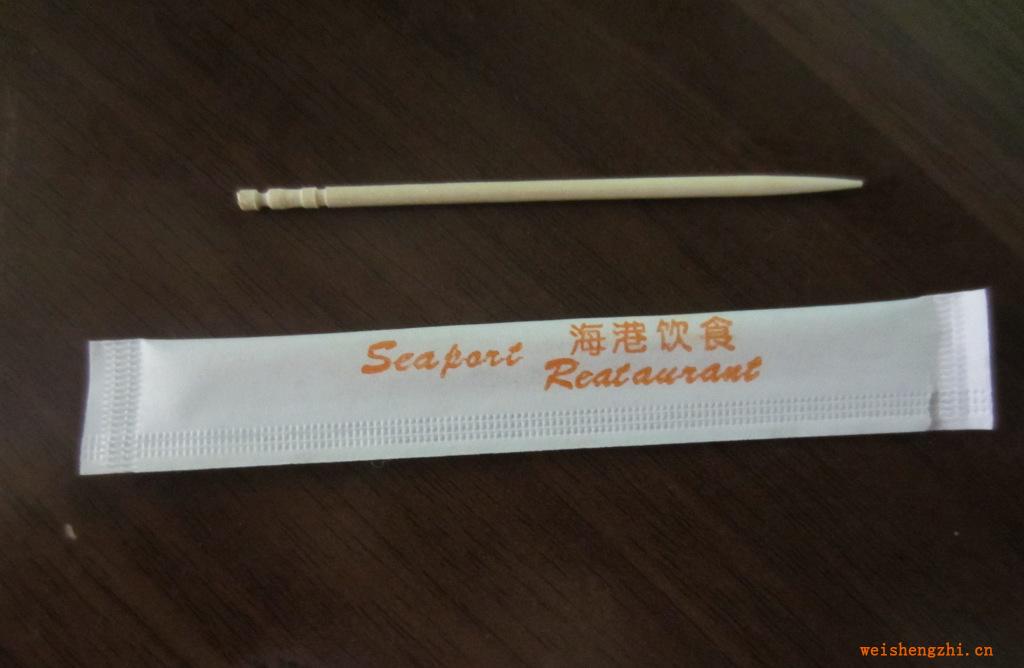 Seaport 海港饮食
Reataurant
weishengzhi.cn